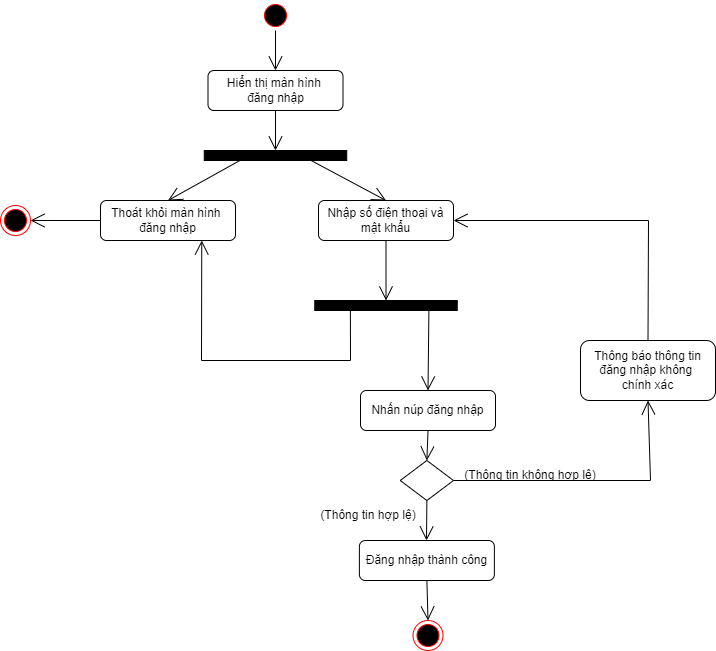 Hiển thị màn hình
đăng nhập
Thoát khỏi màn hình
đăng nhập
Nhập số điện thoại và
mật khẩu
Thông báo thông tin
đăng nhập không
chính xác
Nhấn núp đăng nhập
(Thông tin không hợp lệ)
(Thông tin hợp lệ)
Đăng nhập thành công